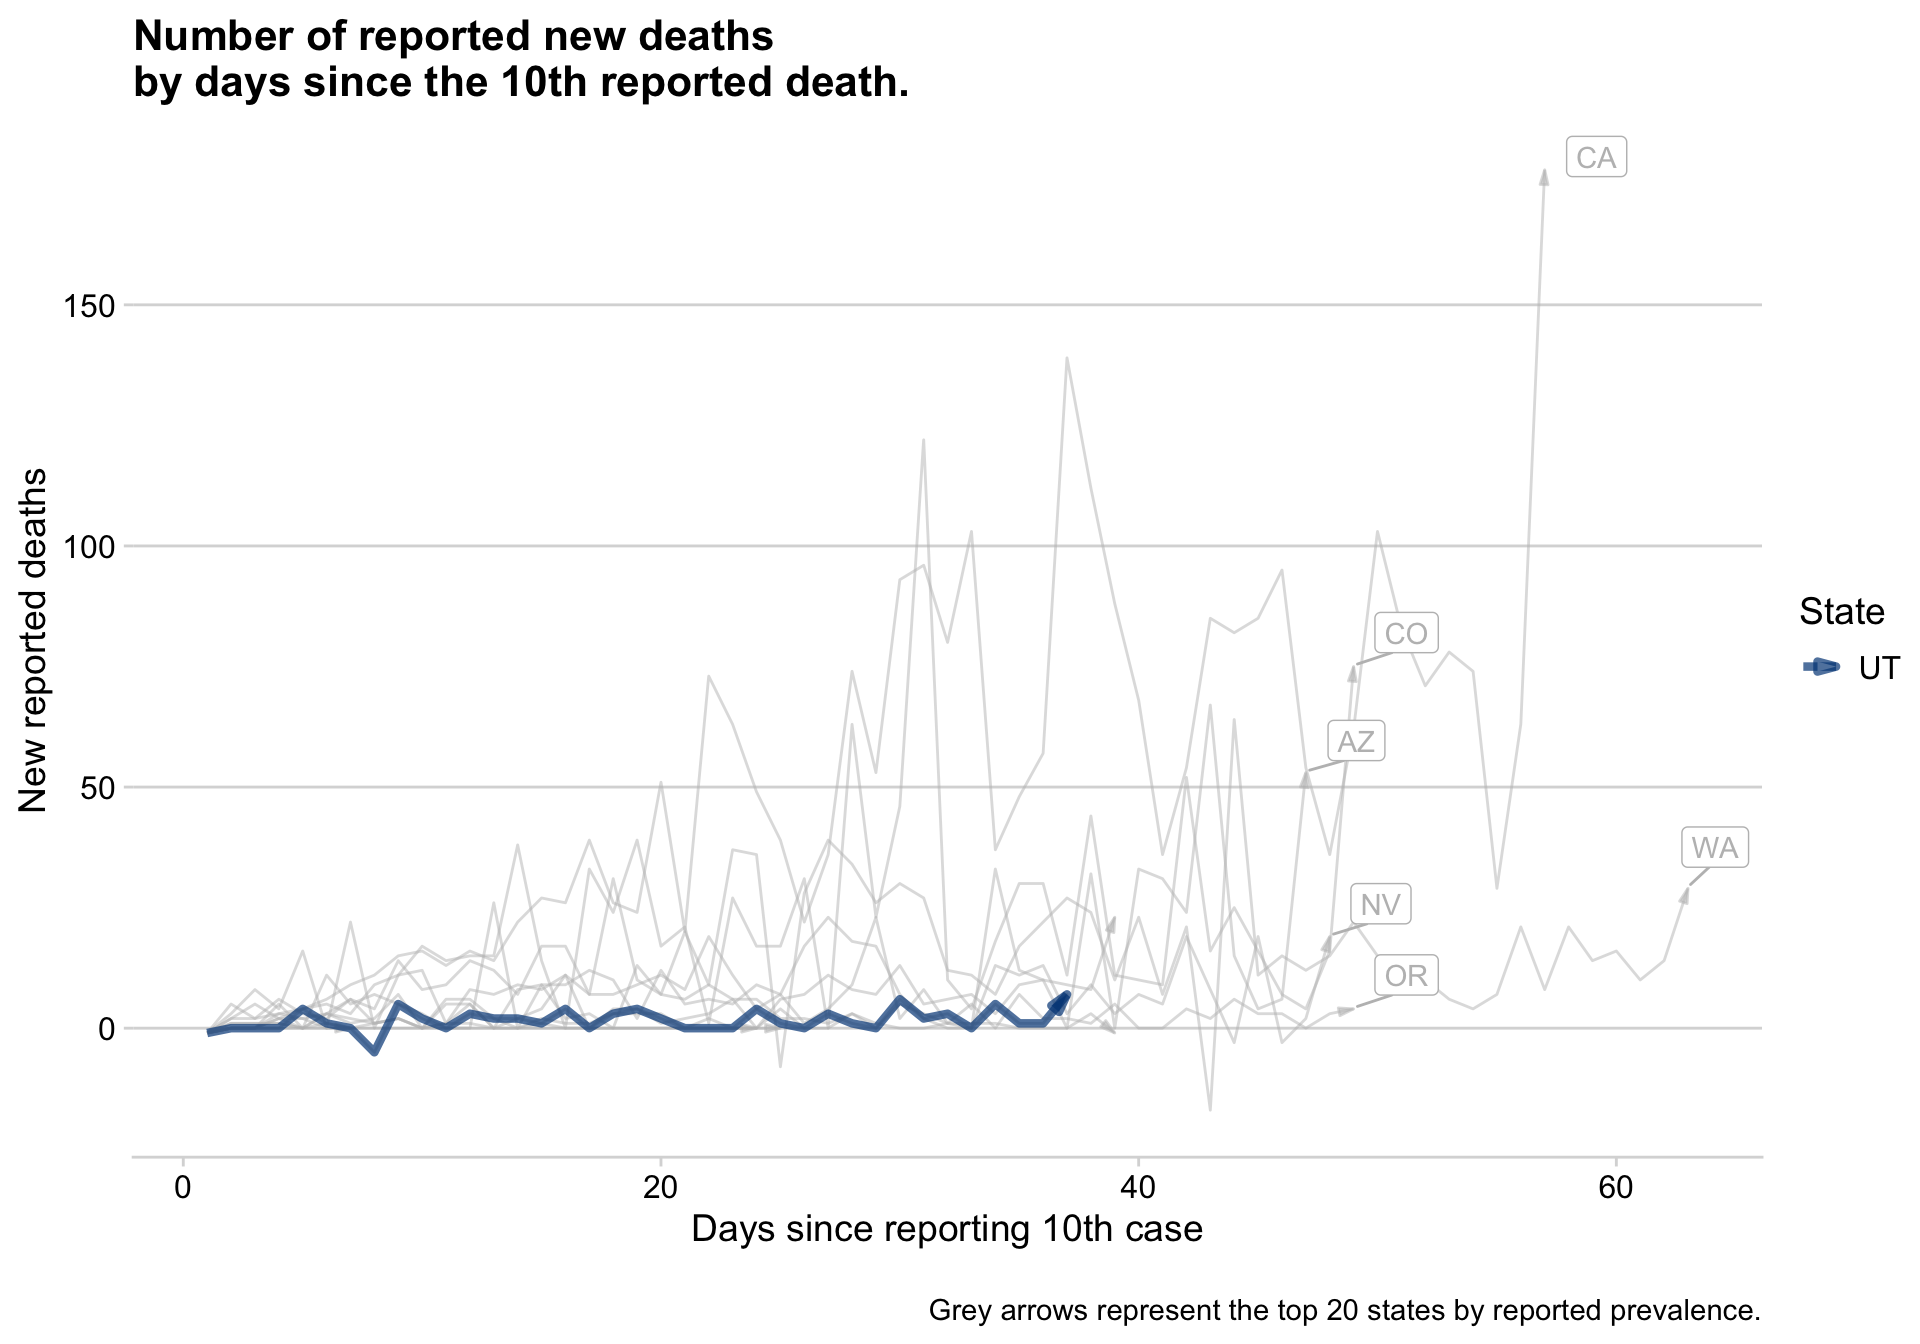 Number of reported new deaths
by days since the 10th reported death.
CA
150
100
CO
State
UT
AZ
50
WA
NV
OR
0
New reported deaths
0
20
40
60
Days since reporting 10th case
Grey arrows represent the top 20 states by reported prevalence.